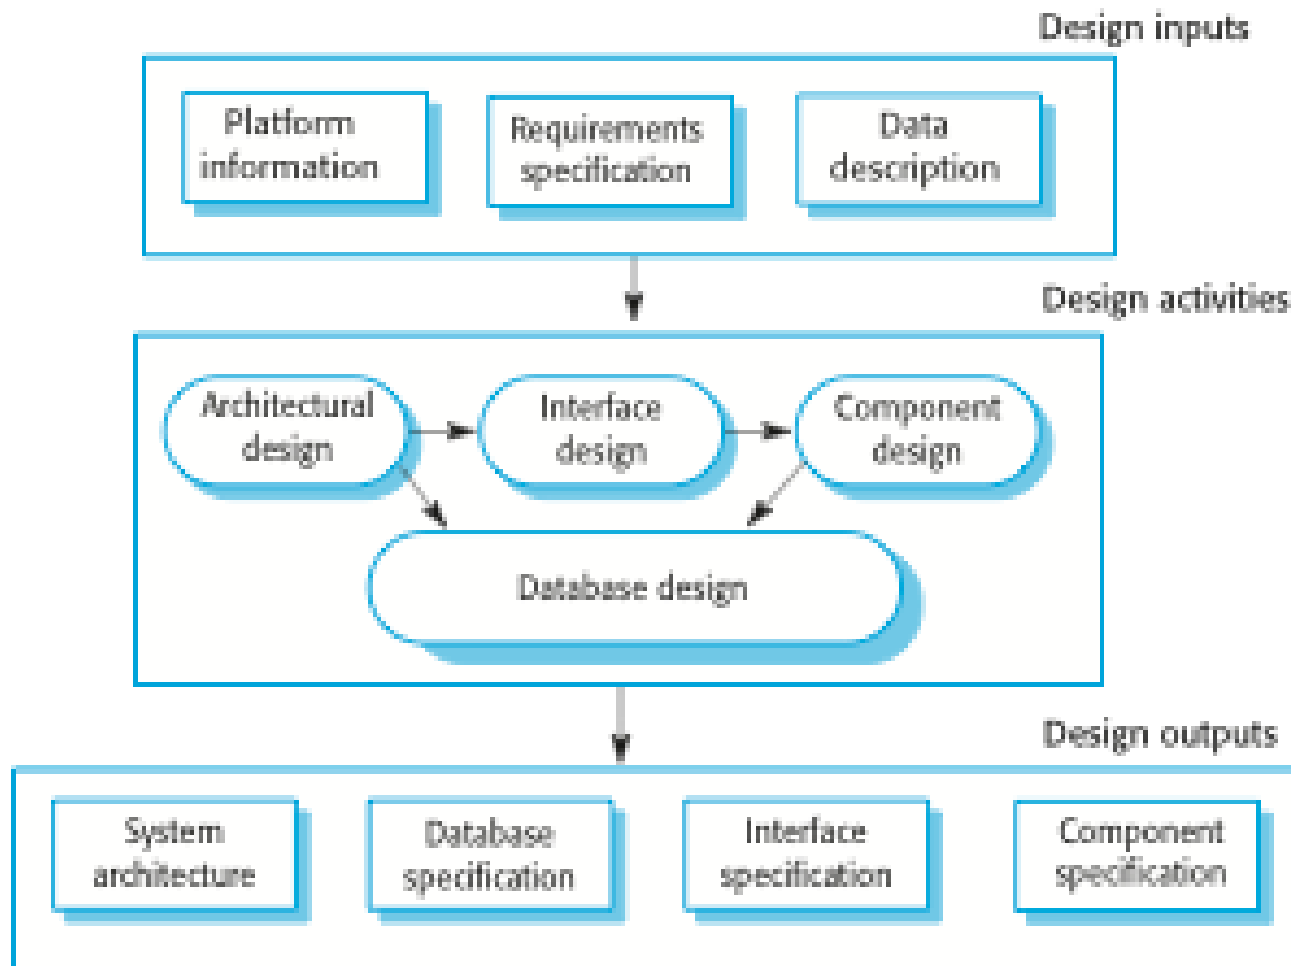 Design inputs
Platform
information
Requirements
specification
Data
description
Design activities
Architectural
design
Interface
design
Component
design
Database design
Design outputs
System
architecture
Database
specification
Interface
specification
Component
specification